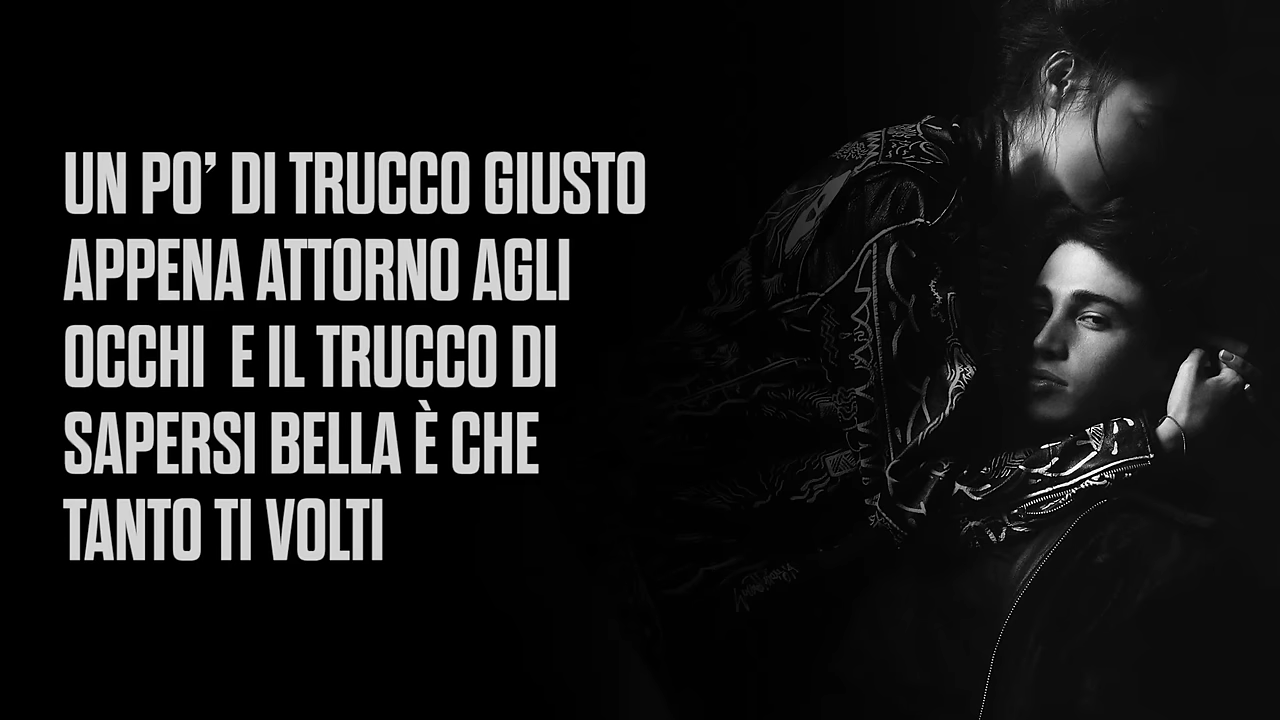 UN PO’ DI TRUCCO GIUSTO
APPENA ATTORNO AGLI
OCCHI  E IL TRUCCO DI
SAPERSI BELLA È CHE
TANTO TI VOLTI